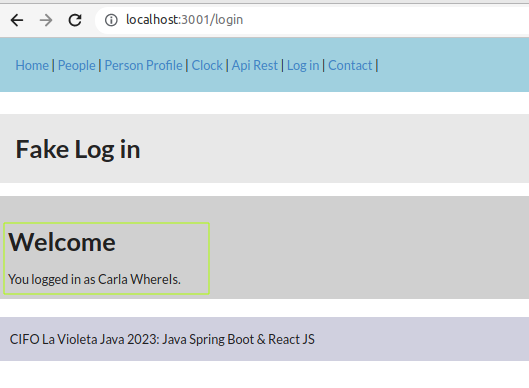 localhost:3001/login
Home | People | Person Profile | Clock | Api Rest | Log in | Contact |
Fake Log in
Welcome
You logged in as Carla WhereIs.
CIFO La Violeta Java 2023: Java Spring Boot & React JS